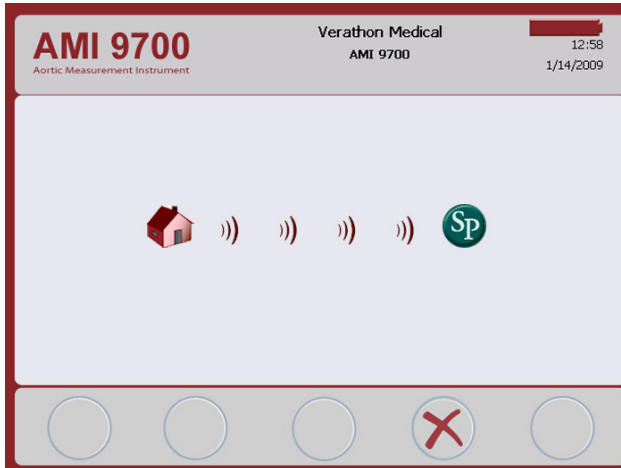 AMI 9700
Aortic Measurement Instrument
Verathon Medical
AMI 9700
12:58
1/14/2009
SP